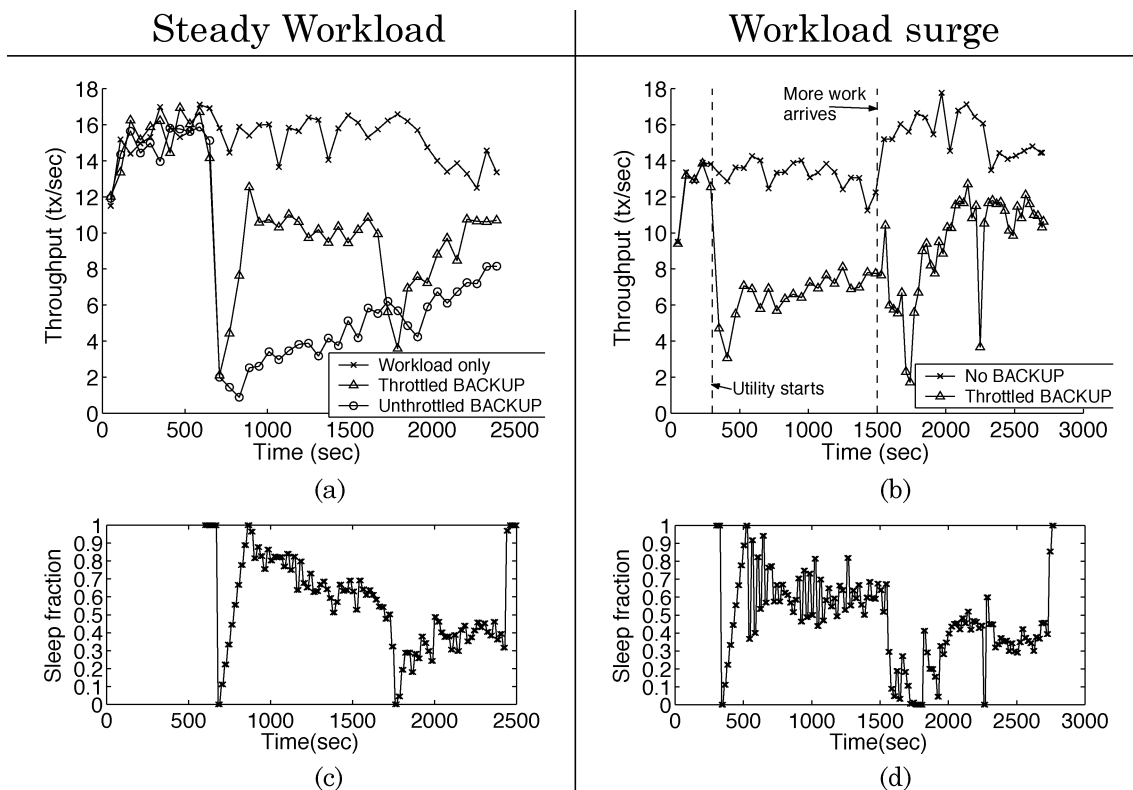 Steady Workload
Workload surge
18
16
14
12
10
8
6
4
2
0
Throughput (tx/sec)
Workload only
Throttled BACKUP
Unthrottled BACKUP
0 500 1000 1500 2000 2500
Time (sec)
(a)
18
16
14
12
10
8
6
4
2
0
Throughput (tx/sec)
More work
arrives
Utility starts
No BACKUP
Throttled BACKUP
0 500 1000 1500 2000 2500 3000
Time (sec)
(b)
1
0.9
0.8
0.7
0.6
0.5
0.4
0.3
0.2
0.1
0
Sleep fraction
0 500 1000 1500 2000 2500
Time(sec)
(c)
1
0.9
0.8
0.7
0.6
0.5
0.4
0.3
0.2
0.1
0
Sleep fraction
0 500 1000 1500 2000 2500 3000
Time(sec)
(d)